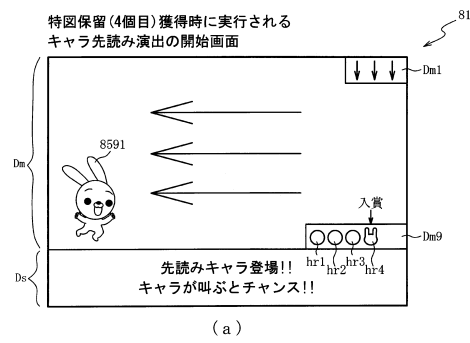 特図保留(4個目)獲得時に実行される
キャラ先読み演出の開始画面
81
Dm1
Dm
8591
入賞
Dm9
hr1 hr2 hr3 hr4
Ds
先読みキャラ登場!!
キャラが叫ぶとチャンス!!
(a)